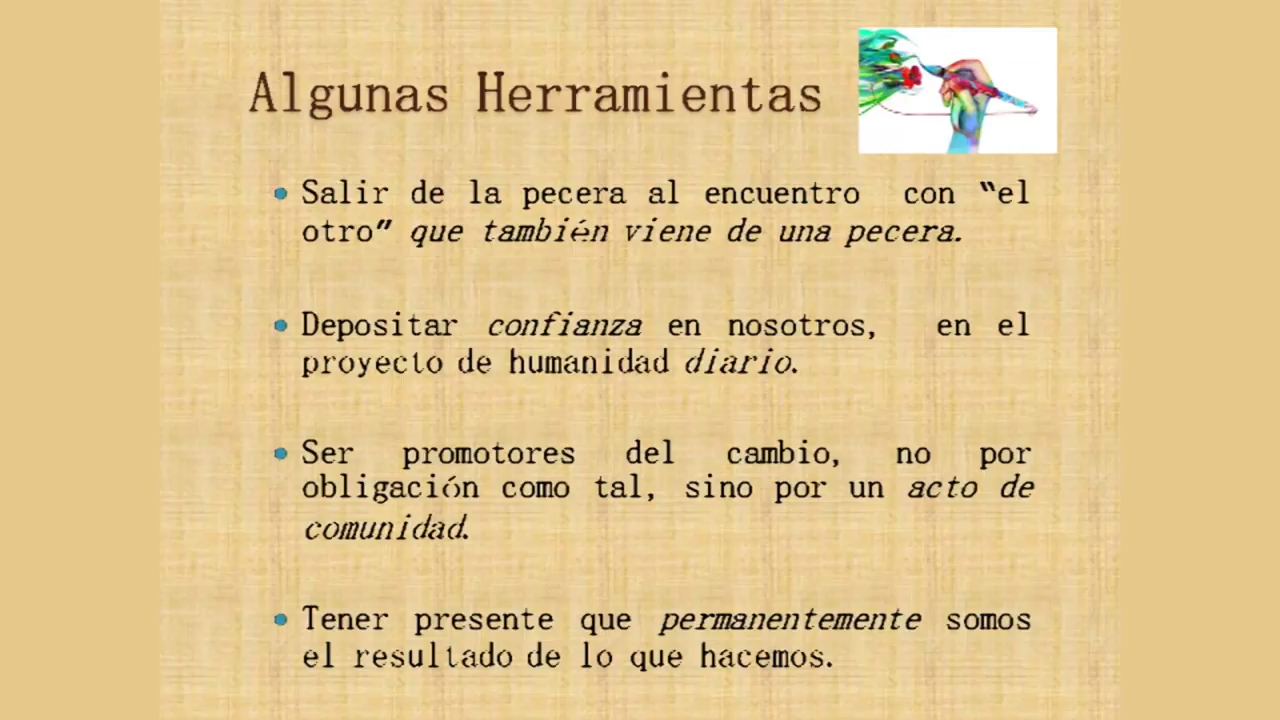 Algunas Herramientas
• Salir de la pecera al encuentro con “el
otro” que también viene de una pecera.
• Depositar confianza en nosotros, en el
proyecto de humanidad diario.
• Ser promotores del cambio, no por
obligación como tal, sino por un acto de
comunidad.
• Tener presente que permanentemente somos
el resultado de lo que hacemos.